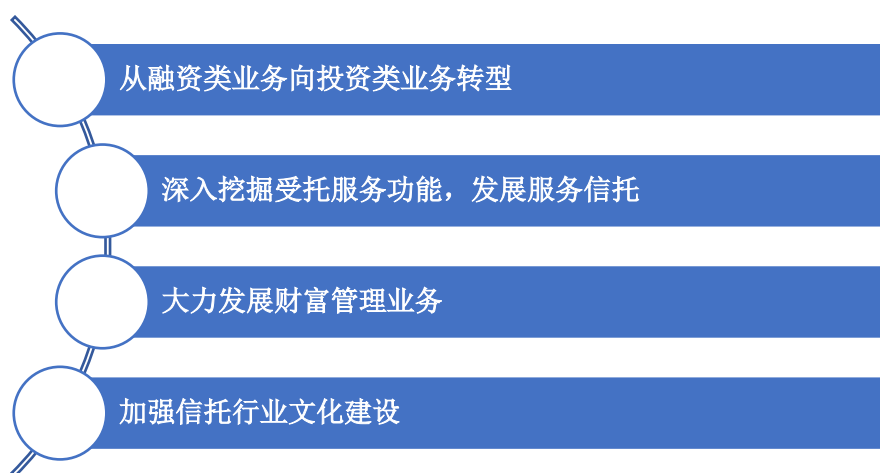 从融资类业务向投资类业务转型
深入挖掘受托服务功能，发展服务信托
大力发展财富管理业务
加强信托行业文化建设